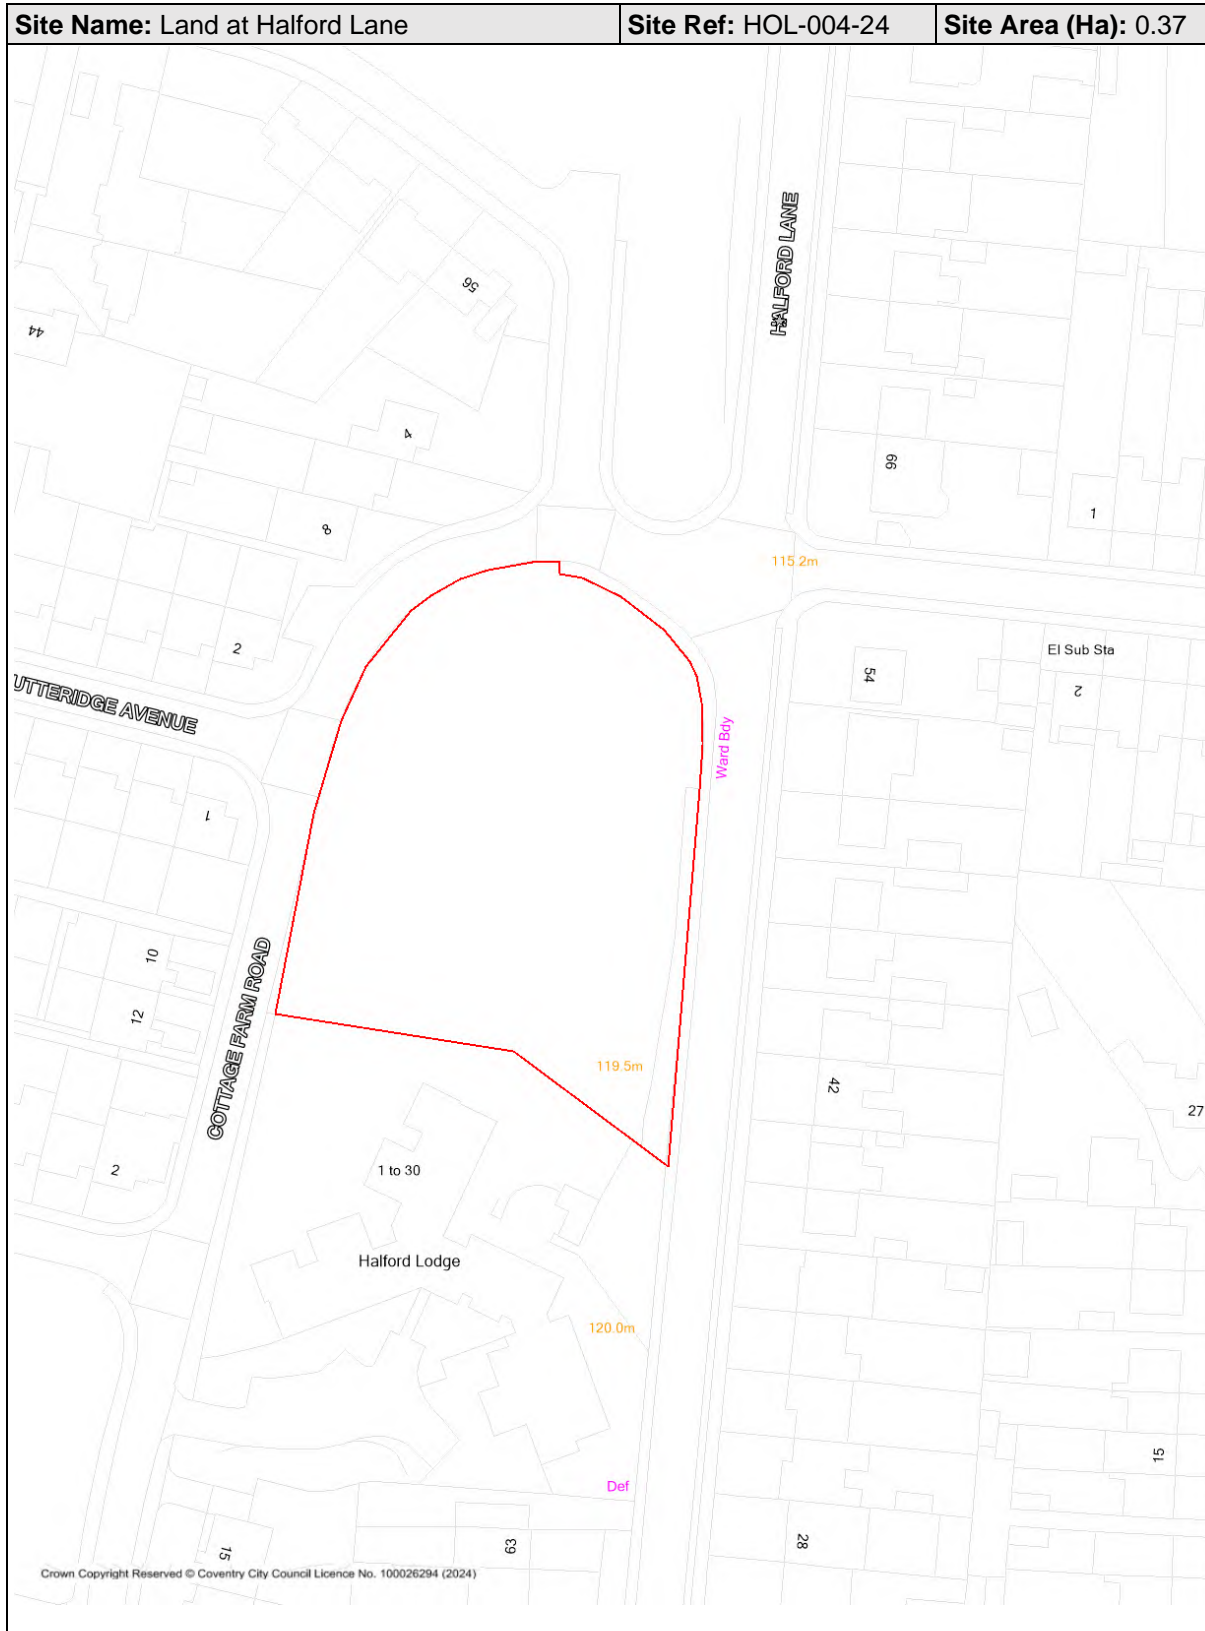 Site Name: Land at Halford Lane
Site Ref: HOL-004-24
Site Area (Ha): 0.37
HALFORD LANE
56
44
4
66
1
8
115.2m
2
El Sub Sta
54
2
UTTERIDGE AVENUE
Ward Bdy
1
10
COTTAGE FARM ROAD
12
119.5m
42
27
2
1 to 30
Halford Lodge
120.0m
15
Def
63
28
15
Crown Copyright Reserved © Coventry City Council Licence No. 100026294 (2024)